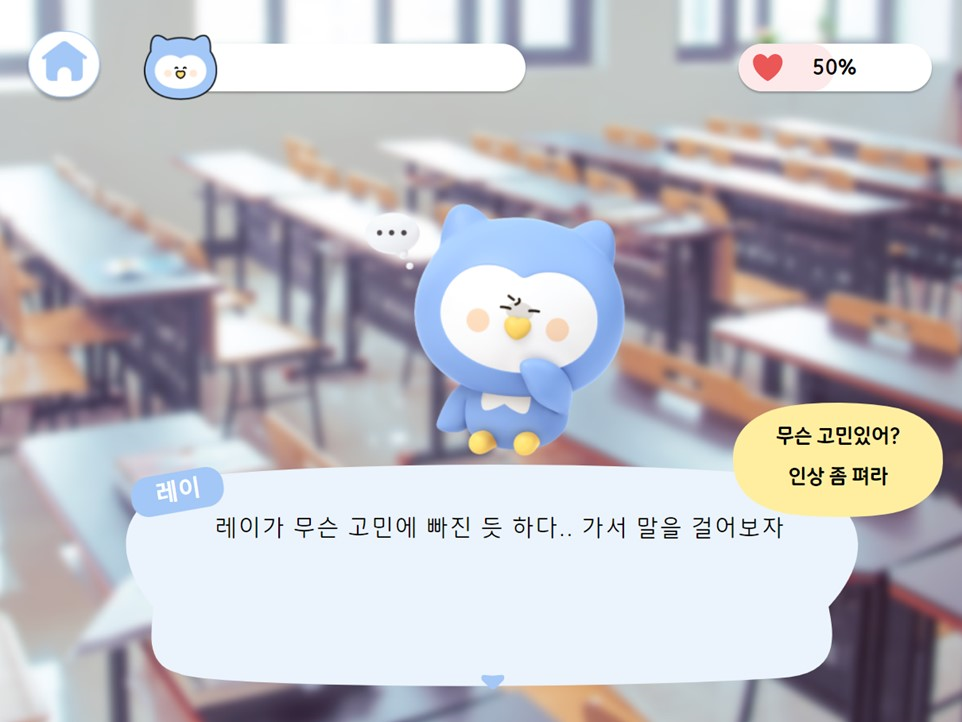 50%
무슨 고민있어?
인상 좀 펴라
레이
레이가 무슨 고민에 빠진 듯 하다.. 가서 말을 걸어보자